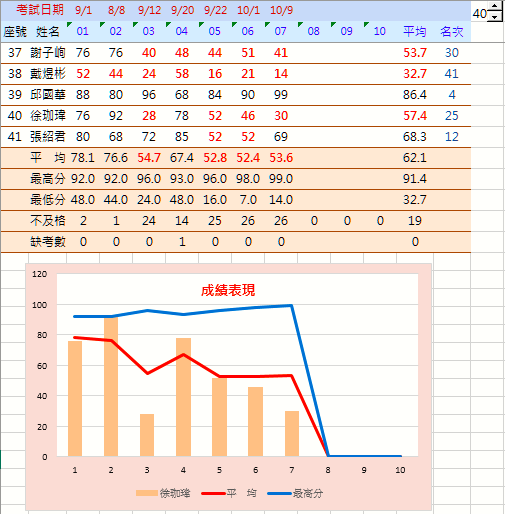 考試日期 9/1 8/8 9/12 9/20 9/22 10/1 10/9 40
座號 姓名 01 02 03 04 05 06 07 08 09 10 平均 名次
37 謝子峋 76 76 40 48 44 51 41 53.7 30
38 戴煜彬 52 44 24 58 16 21 14 32.7 41
39 邱國華 88 80 96 68 84 90 99 86.4 4
40 徐珈瑋 76 92 28 78 52 46 30 57.4 25
41 張紹君 80 68 72 85 52 52 69 68.3 12
平 均 78.1 76.6 54.7 67.4 52.8 52.4 53.6 62.1
最高分 92.0 92.0 96.0 93.0 96.0 98.0 99.0 91.4
最低分 48.0 44.0 24.0 48.0 16.0 7.0 14.0 32.7
不及格 2 1 24 14 25 26 26 0 0 0 19
缺考數 0 0 0 1 0 0 0 0
成績表現
120
100
80
60
40
20
0
1 2 3 4 5 6 7 8 9 10
徐珈瑋 平 均 最高分